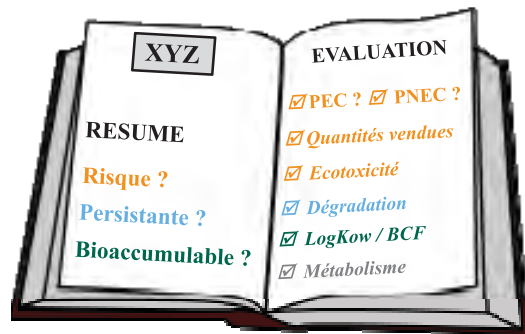 XYZ
RESUME
Risque ?
Persistante ?
Bioaccumulable ?
EVALUATION
☑ PEC ? ☑ PNEC ?
☑ Quantités vendues
☑ Ecotoxicité
☑ Dégradation
☑ LogKow / BCF
☑ Métabolisme